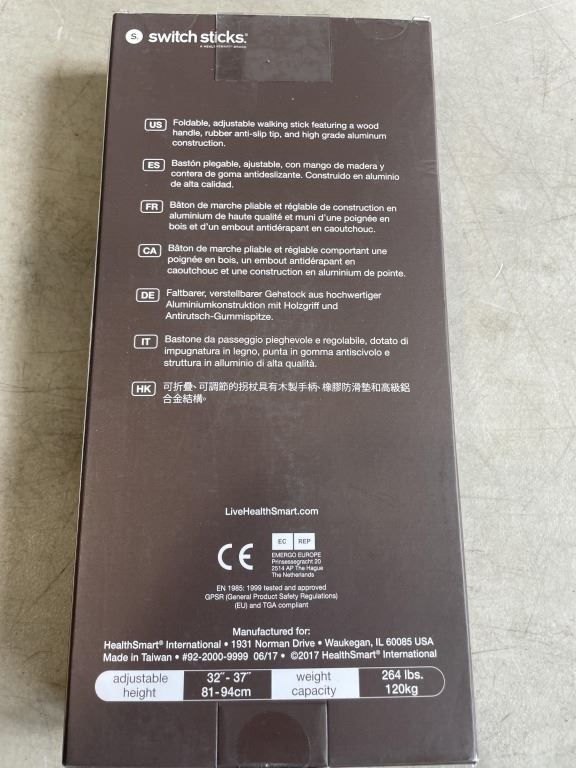 S. switch sticks.®
A HEALTHSMART® BRAND
US Foldable, adjustable walking stick featuring a wood
handle, rubber anti-slip tip, and high grade aluminum
construction.
ES Bastón plegable, ajustable, con mango de madera y
contera de goma antideslizante. Construido en aluminio
de alta calidad.
FR Bâton de marche pliable et réglable de construction en
aluminium de haute qualité et muni d'une poignée en
bois et d'un embout antidérapant en caoutchouc.
CA Bâton de marche pliable et réglable comportant une
poignée en bois, un embout antidérapant en
caoutchouc et une construction en aluminium de pointe.
DE Faltbarer, verstellbarer Gehstock aus hochwertiger
Aluminiumkonstruktion mit Holzgriff und
Antirutsch-Gummispitze.
IT Bastone da passeggio pieghevole e regolabile, dotato di
impugnatura in legno, punta in gomma antiscivolo e
struttura in alluminio di alta qualità.
HK 可折疊、可調節的拐杖具有木製手柄、橡膠防滑墊和高級鋁
合金結構。
LiveHealthSmart.com
CE
EC REP
EMERGO EUROPE
Prinsessegracht 20
2514 AP The Hague
The Netherlands
EN 1985: 1999 tested and approved
GPSR (General Product Safety Regulations)
(EU) and TGA compliant
Manufactured for:
HealthSmart® International • 1931 Norman Drive • Waukegan, IL 60085 USA
Made in Taiwan • #92-2000-9999 06/17 • ©2017 HealthSmart® International
adjustable height 32″- 37″ 81-94cm
weight capacity 264 lbs. 120kg